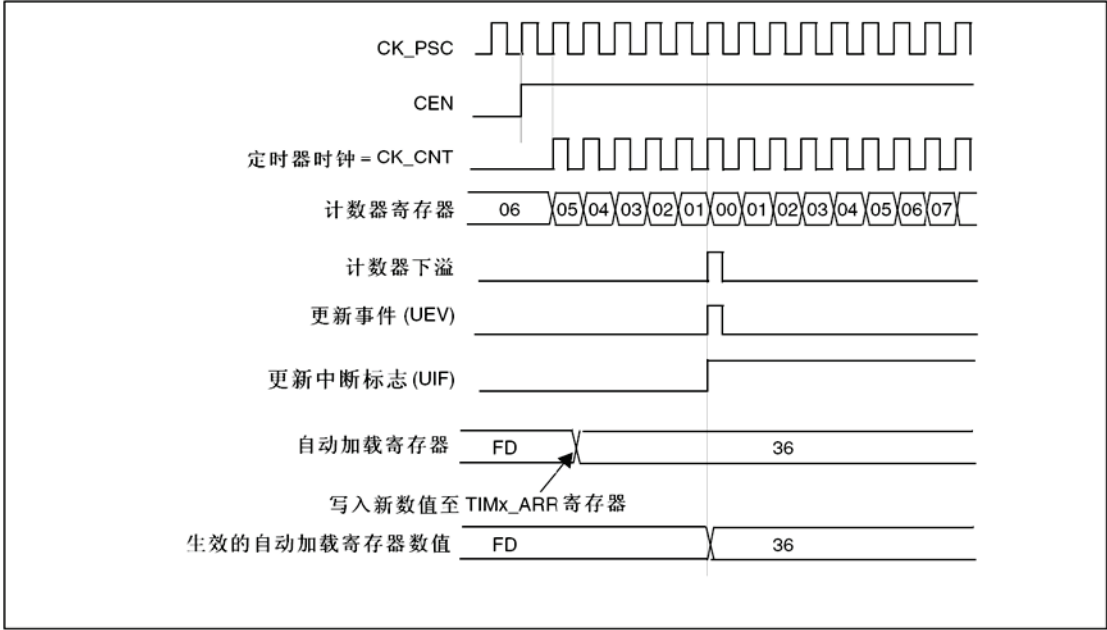 CK_PSC
CEN
定时器时钟 = CK_CNT
计数器寄存器 06 05 04 03 02 01 00 01 02 03 04 05 06 07
计数器下溢
更新事件 (UEV)
更新中断标志 (UIF)
自动加载寄存器 FD 36
写入新数值至 TIMx_ARR 寄存器
生效的自动加载寄存器数值 FD 36